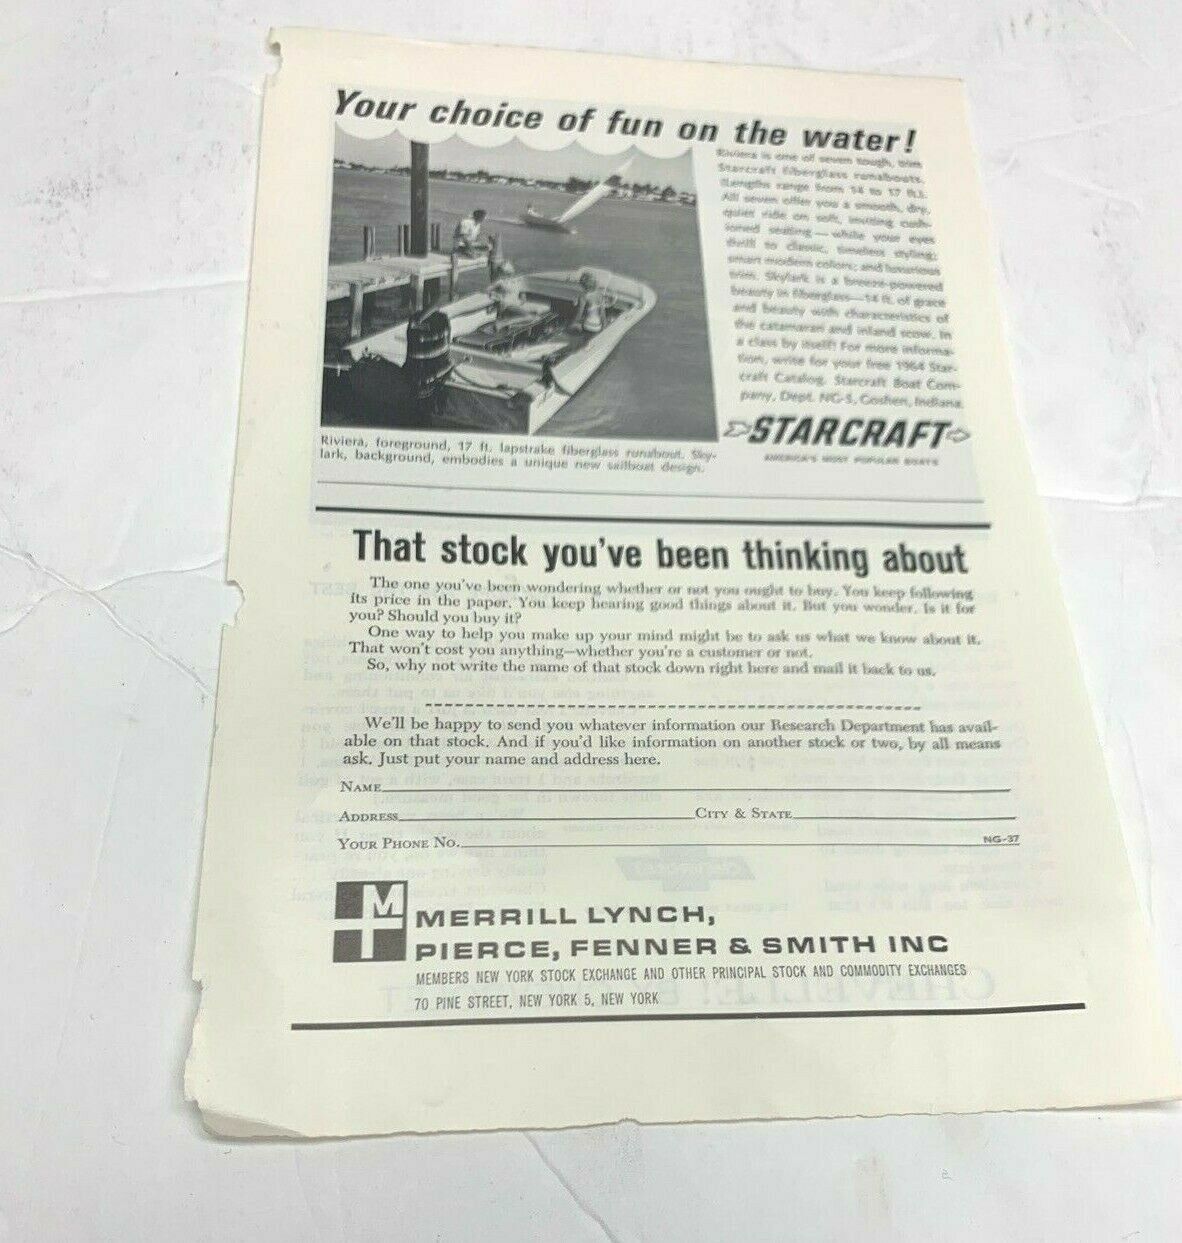 Your choice of fun on the water!
Riviera is one of seven tough, trim
Starcraft fiberglass runabouts.
(Lengths range from 14 to 17 ft.)
All seven offer you a smooth, dry,
quiet ride on soft, inviting cush-
ioned seating—while your eyes
thrill to classic, timeless styling;
smart modern colors; and luxurious
trim. Skylark is a breeze-powered
beauty in fiberglass—14 ft. of grace
and beauty with characteristics of
the catamaran and inland scow. In
a class by itself! For more informa-
tion, write for your free 1964 Star-
craft Catalog. Starcraft Boat Com-
pany, Dept. NG-5, Goshen, Indiana.
STARCRAFT
AMERICA'S MOST POPULAR BOATS
Riviera, foreground, 17 ft. lapstrake fiberglass runabout. Sky-
lark, background, embodies a unique new sailboat design.
That stock you've been thinking about
The one you've been wondering whether or not you ought to buy. You keep following
its price in the paper. You keep hearing good things about it. But you wonder. Is it for
you? Should you buy it?
One way to help you make up your mind might be to ask us what we know about it.
That won't cost you anything—whether you're a customer or not.
So, why not write the name of that stock down right here and mail it back to us.
We'll be happy to send you whatever information our Research Department has avail-
able on that stock. And if you'd like information on another stock or two, by all means
ask. Just put your name and address here.
NAME
ADDRESS CITY & STATE
YOUR PHONE NO. NG-37
M
MERRILL LYNCH,
PIERCE, FENNER & SMITH INC
MEMBERS NEW YORK STOCK EXCHANGE AND OTHER PRINCIPAL STOCK AND COMMODITY EXCHANGES
70 PINE STREET, NEW YORK 5, NEW YORK